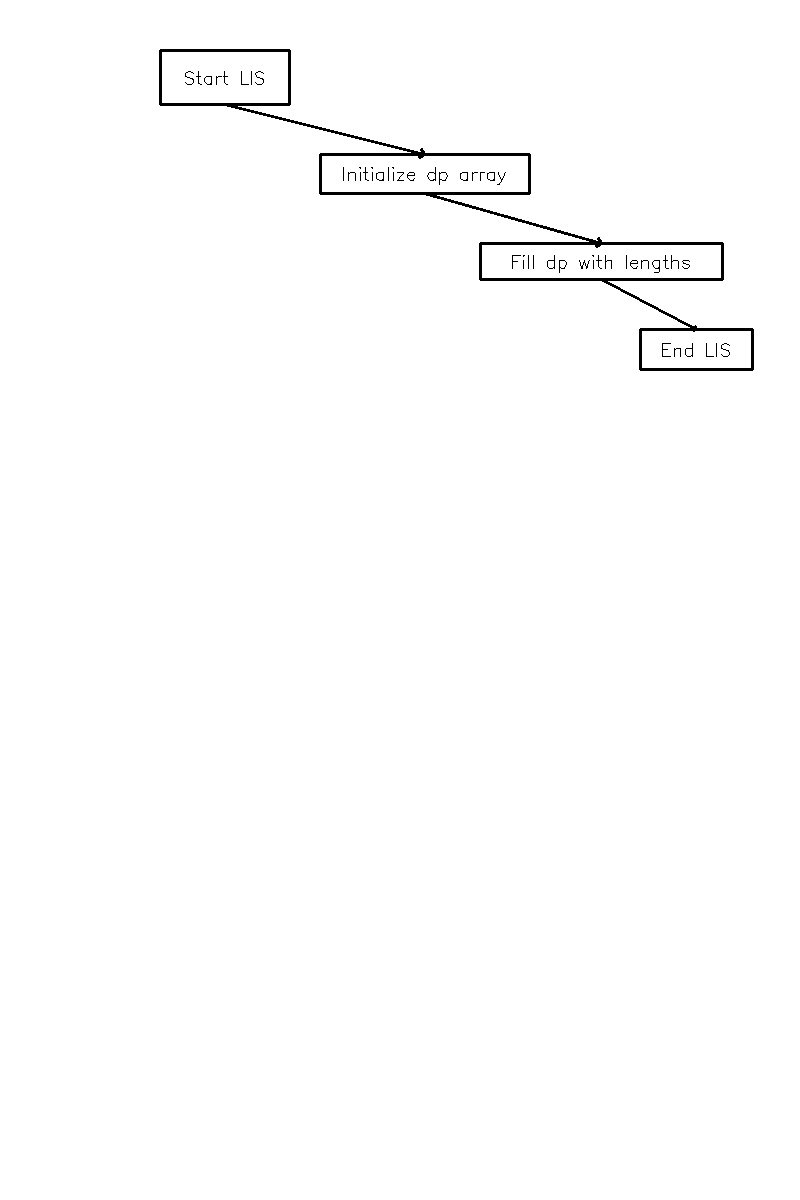 Start LIS
Initialize dp array
Fill dp with lengths
End LIS